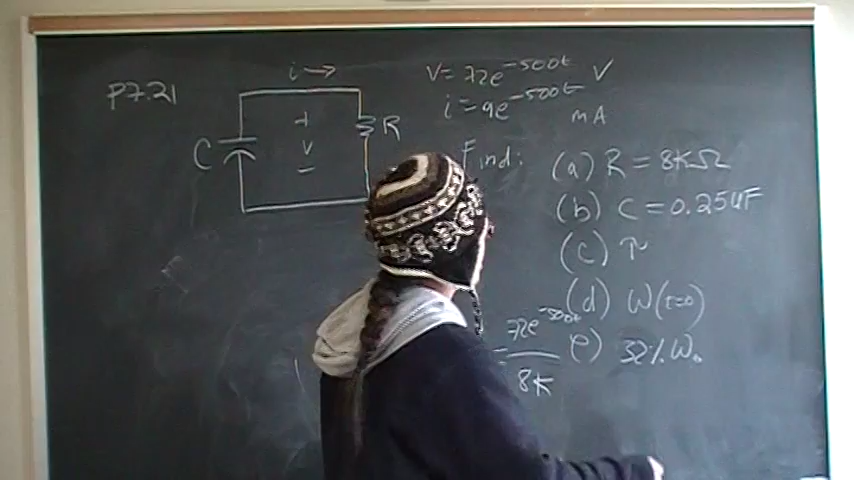 P7.21
i →
C
+
v
-
R
v = 72e^-500t V
i = 9e^-500t mA
Find: (a) R = 8KΩ
(b) C = 0.25uF
(c) τ
(d) W(t=0)
e) 32% W₀
= 72e^-500t
8K